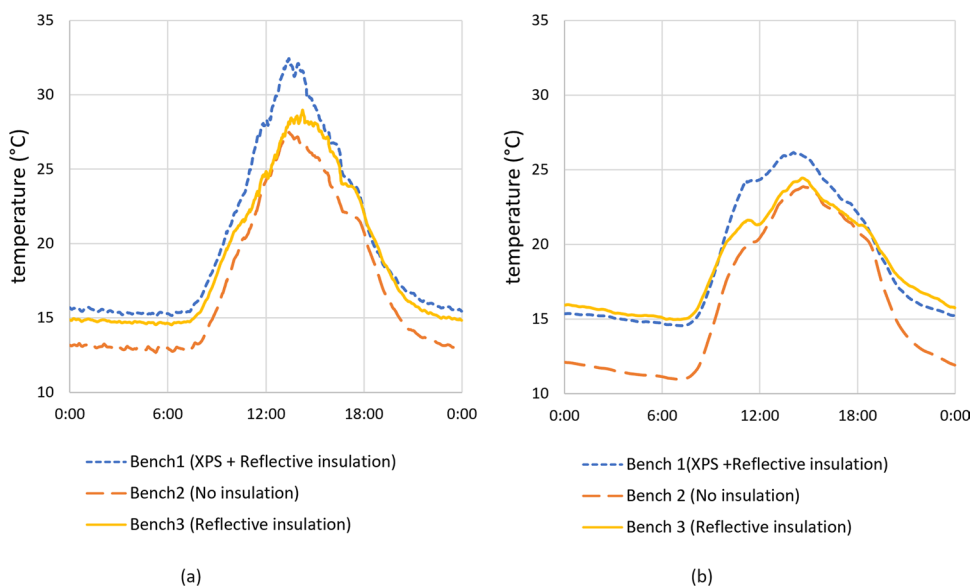 35
30
25
20
15
10
temperature (°C)
0:00 6:00 12:00 18:00 0:00
Bench1 (XPS + Reflective insulation)
Bench2 (No insulation)
Bench3 (Reflective insulation)
(a)
35
30
25
20
15
10
temperature (°C)
0:00 6:00 12:00 18:00 0:00
Bench 1(XPS +Reflective insulation)
Bench 2 (No insulation)
Bench 3 (Reflective insulation)
(b)